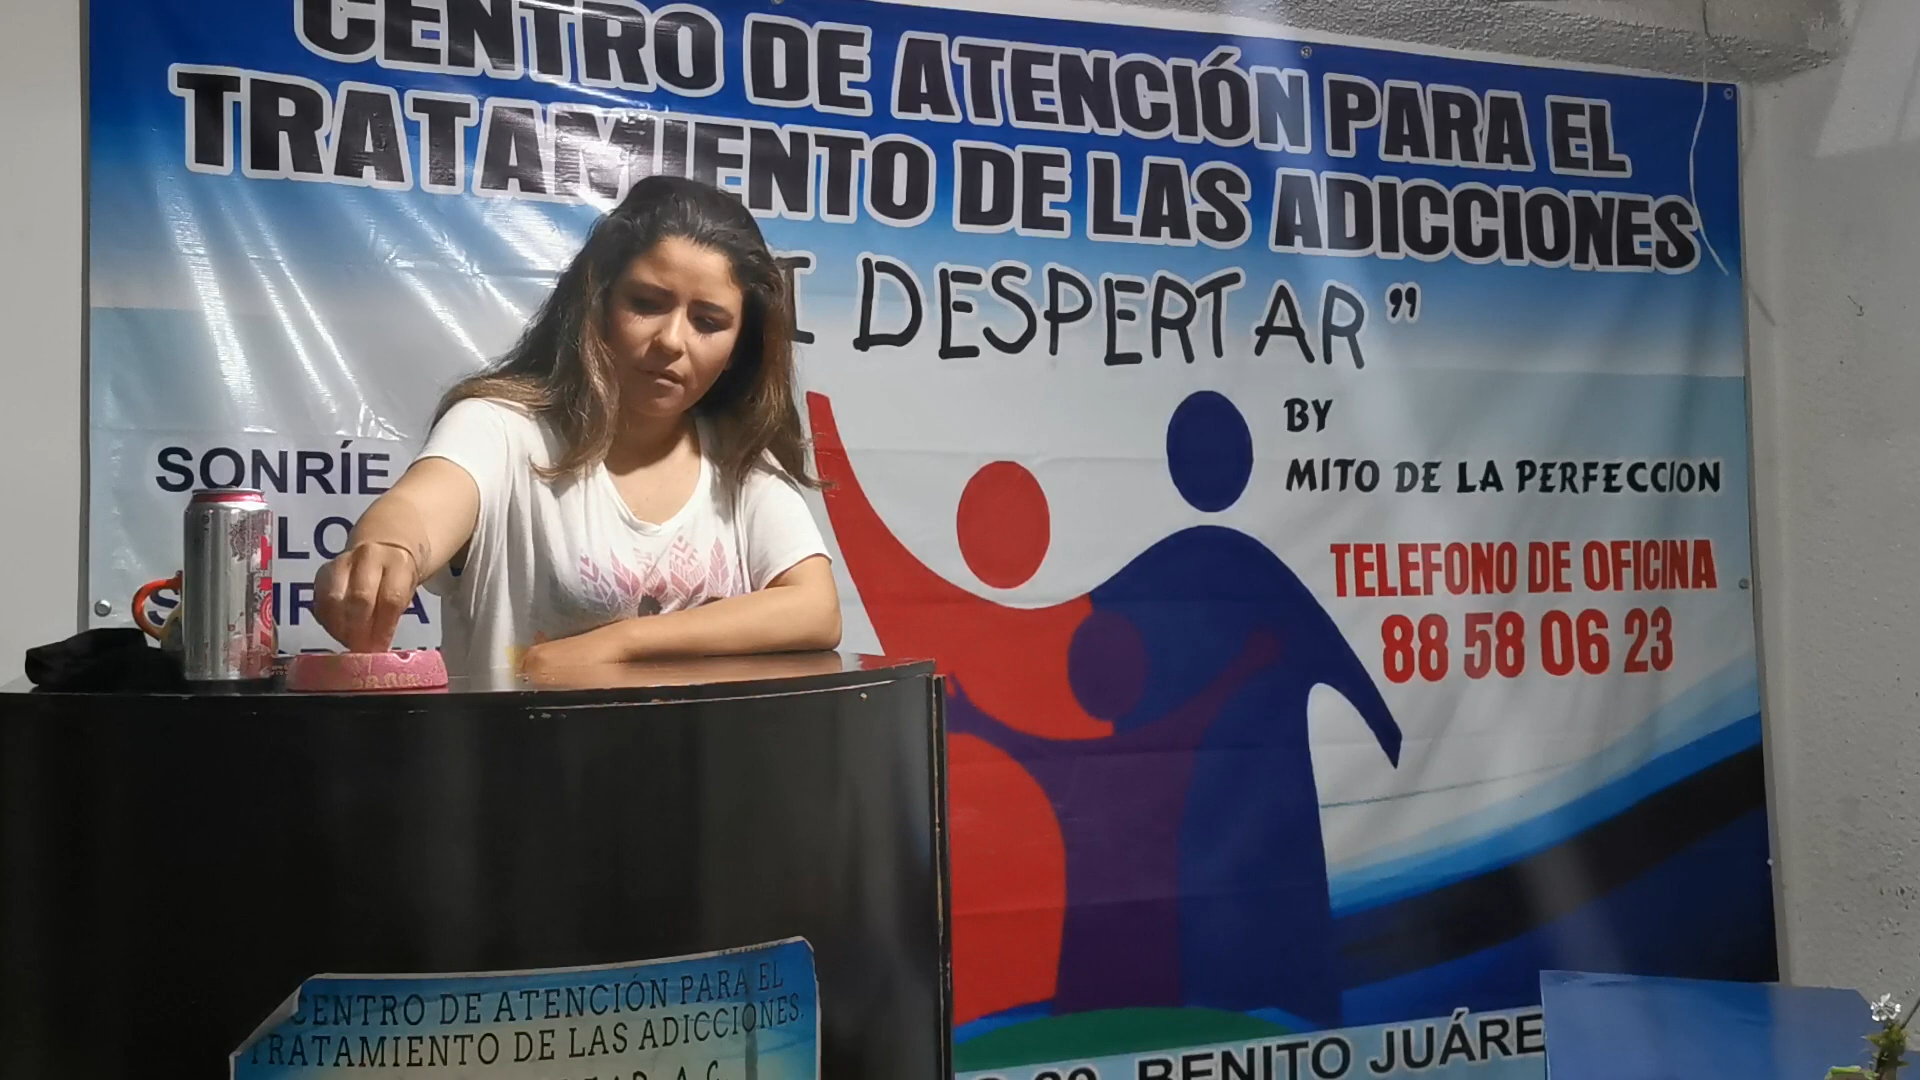 CENTRO DE ATENCIÓN PARA EL
TRATAMIENTO DE LAS ADICCIONES
DESPERTAR"
BY
MITO DE LA PERFECCION
SONRÍE
TELEFONO DE OFICINA
88 58 06 23
BENITO JUÁRE
CENTRO DE ATENCIÓN PARA EL
TRATAMIENTO DE LAS ADICCIONES.
A.C.